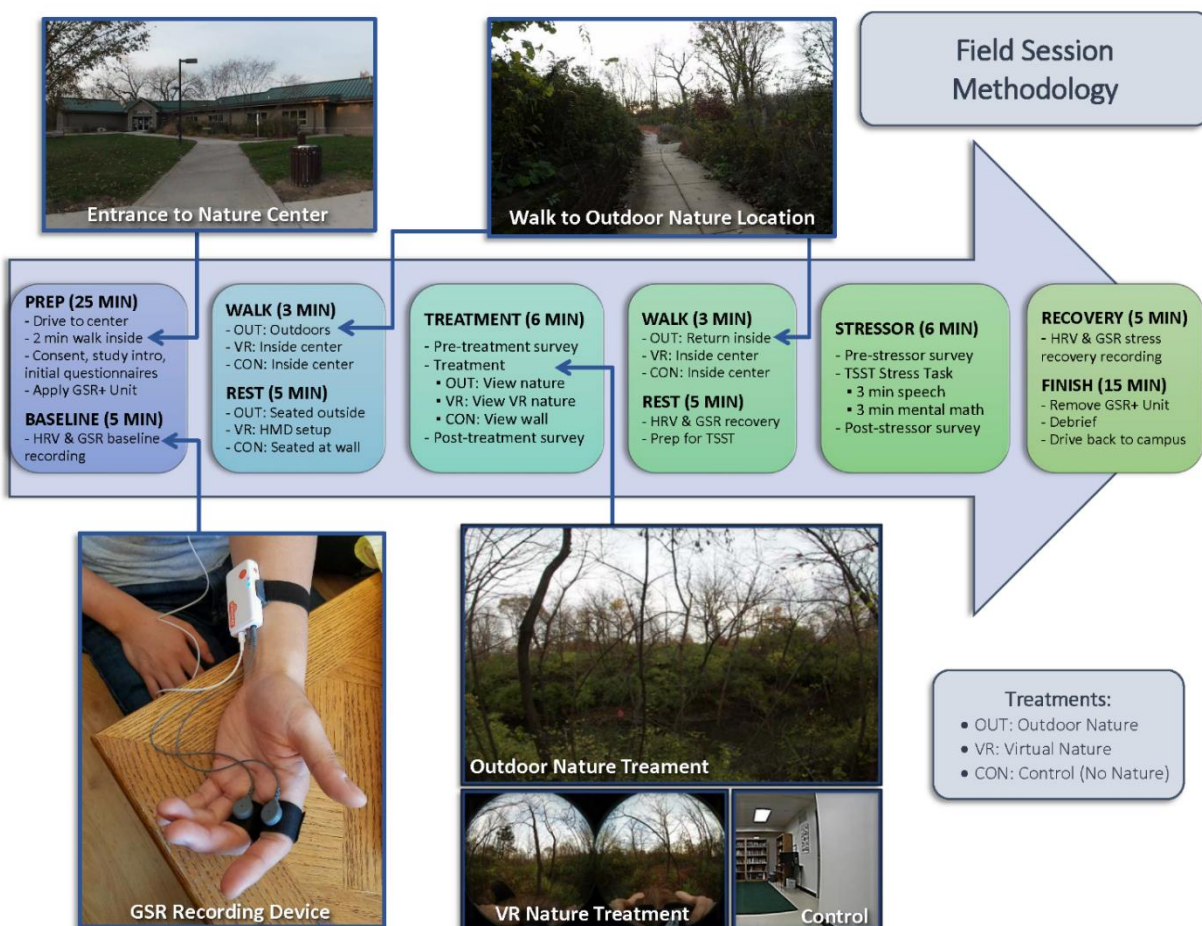 Field Session
Methodology
Entrance to Nature Center
Walk to Outdoor Nature Location
PREP (25 MIN)
- Drive to center
- 2 min walk inside
- Consent, study intro,
initial questionnaires
- Apply GSR+ Unit
BASELINE (5 MIN)
- HRV & GSR baseline
recording
WALK (3 MIN)
- OUT: Outdoors
- VR: Inside center
- CON: Inside center
REST (5 MIN)
- OUT: Seated outside
- VR: HMD setup
- CON: Seated at wall
TREATMENT (6 MIN)
- Pre-treatment survey
- Treatment
▪ OUT: View nature
▪ VR: View VR nature
▪ CON: View wall
- Post-treatment survey
WALK (3 MIN)
- OUT: Return inside
- VR: Inside center
- CON: Inside center
REST (5 MIN)
- HRV & GSR recovery
- Prep for TSST
STRESSOR (6 MIN)
- Pre-stressor survey
- TSST Stress Task
▪ 3 min speech
▪ 3 min mental math
- Post-stressor survey
RECOVERY (5 MIN)
- HRV & GSR stress
recovery recording
FINISH (15 MIN)
- Remove GSR+ Unit
- Debrief
- Drive back to campus
GSR Recording Device
Outdoor Nature Treament
VR Nature Treatment
Control
Treatments:
• OUT: Outdoor Nature
• VR: Virtual Nature
• CON: Control (No Nature)